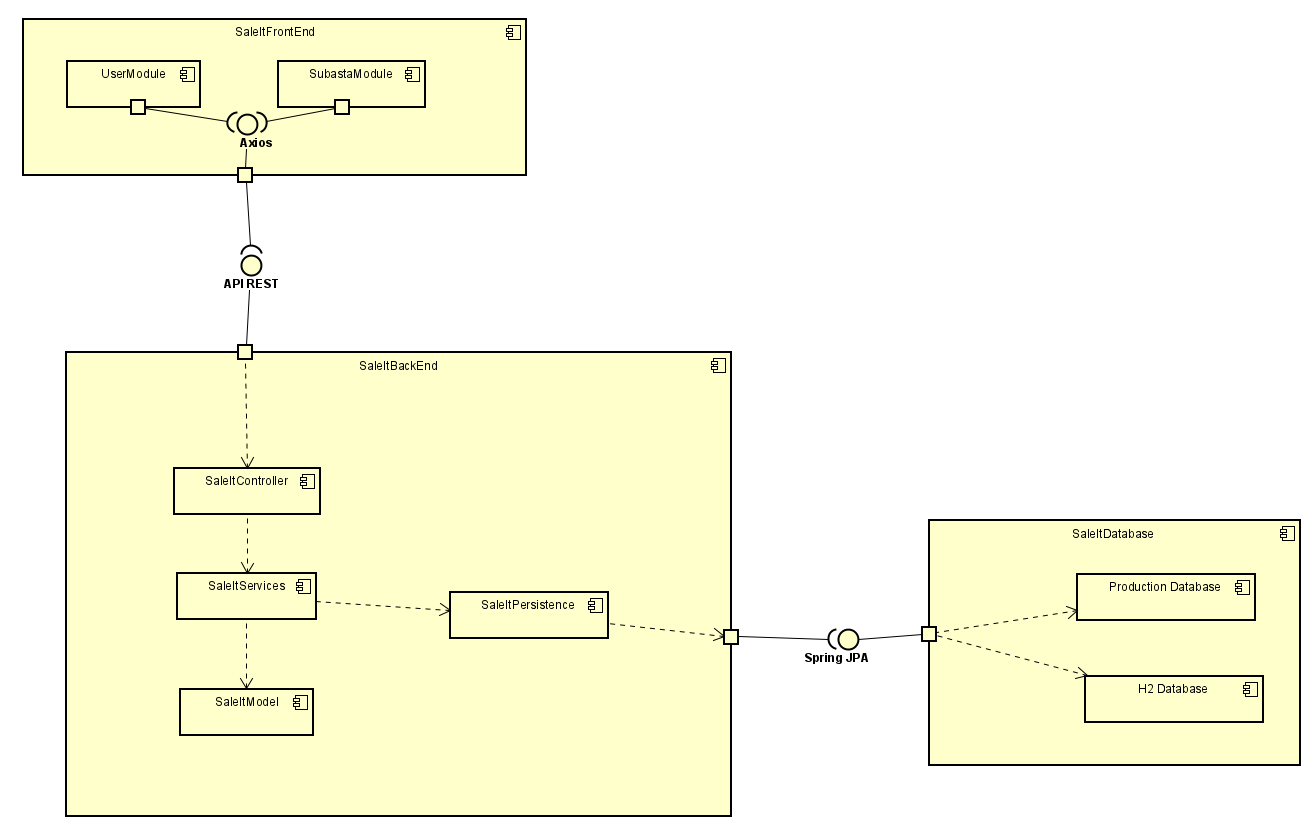 SaleItFrontEnd
UserModule
SubastaModule
Axios
API REST
SaleItBackEnd
SaleItController
SaleItServices
SaleItPersistence
SaleItModel
Spring JPA
SaleItDatabase
Production Database
H2 Database